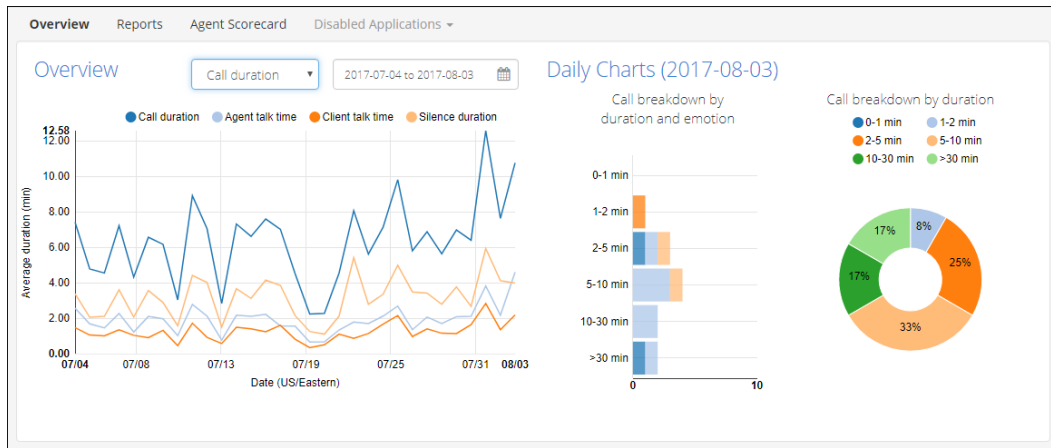 Overview Reports Agent Scorecard Disabled Applications
Overview
Call duration
2017-07-04 to 2017-08-03
Call duration Agent talk time Client talk time Silence duration
12.58
12.00
10.00
8.00
6.00
4.00
2.00
0.00
Average duration (min)
07/04 07/08 07/13 07/19 07/25 07/31 08/03
Date (US/Eastern)
Daily Charts (2017-08-03)
Call breakdown by
duration and emotion
0-1 min
1-2 min
2-5 min
5-10 min
10-30 min
>30 min
0 10
Call breakdown by duration
0-1 min 1-2 min
2-5 min 5-10 min
10-30 min >30 min
17% 8%
25%
17%
33%